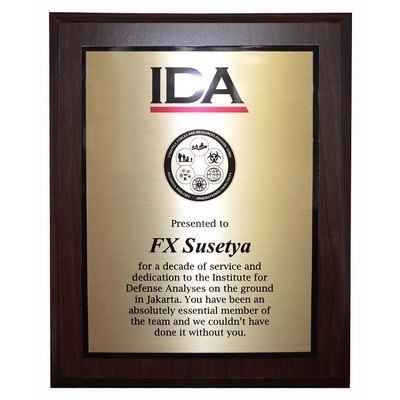 IDA
Presented to
FX Susetya
for a decade of service and
dedication to the Institute for
Defense Analyses on the ground
in Jakarta. You have been an
absolutely essential member of
the team and we couldn't have
done it without you.